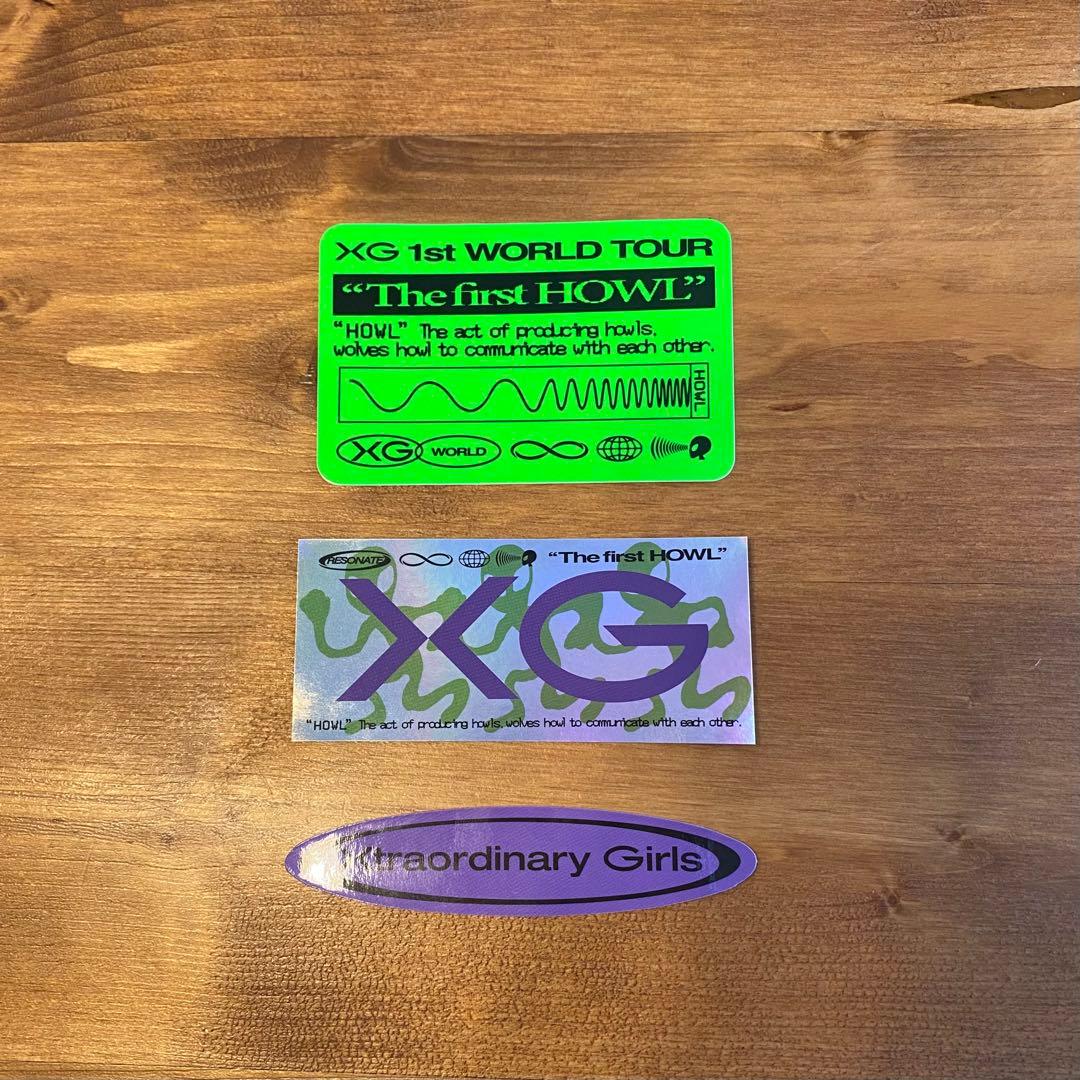 XG 1st WORLD TOUR
“The first HOWL”
“HOWL” The act of producing howls,
wolves howl to communicate with each other.
HOWL
XG WORLD
RESONATE “The first HOWL”
XG
“HOWL” The act of producing howls, wolves howl to communicate with each other.
Xtraordinary Girls